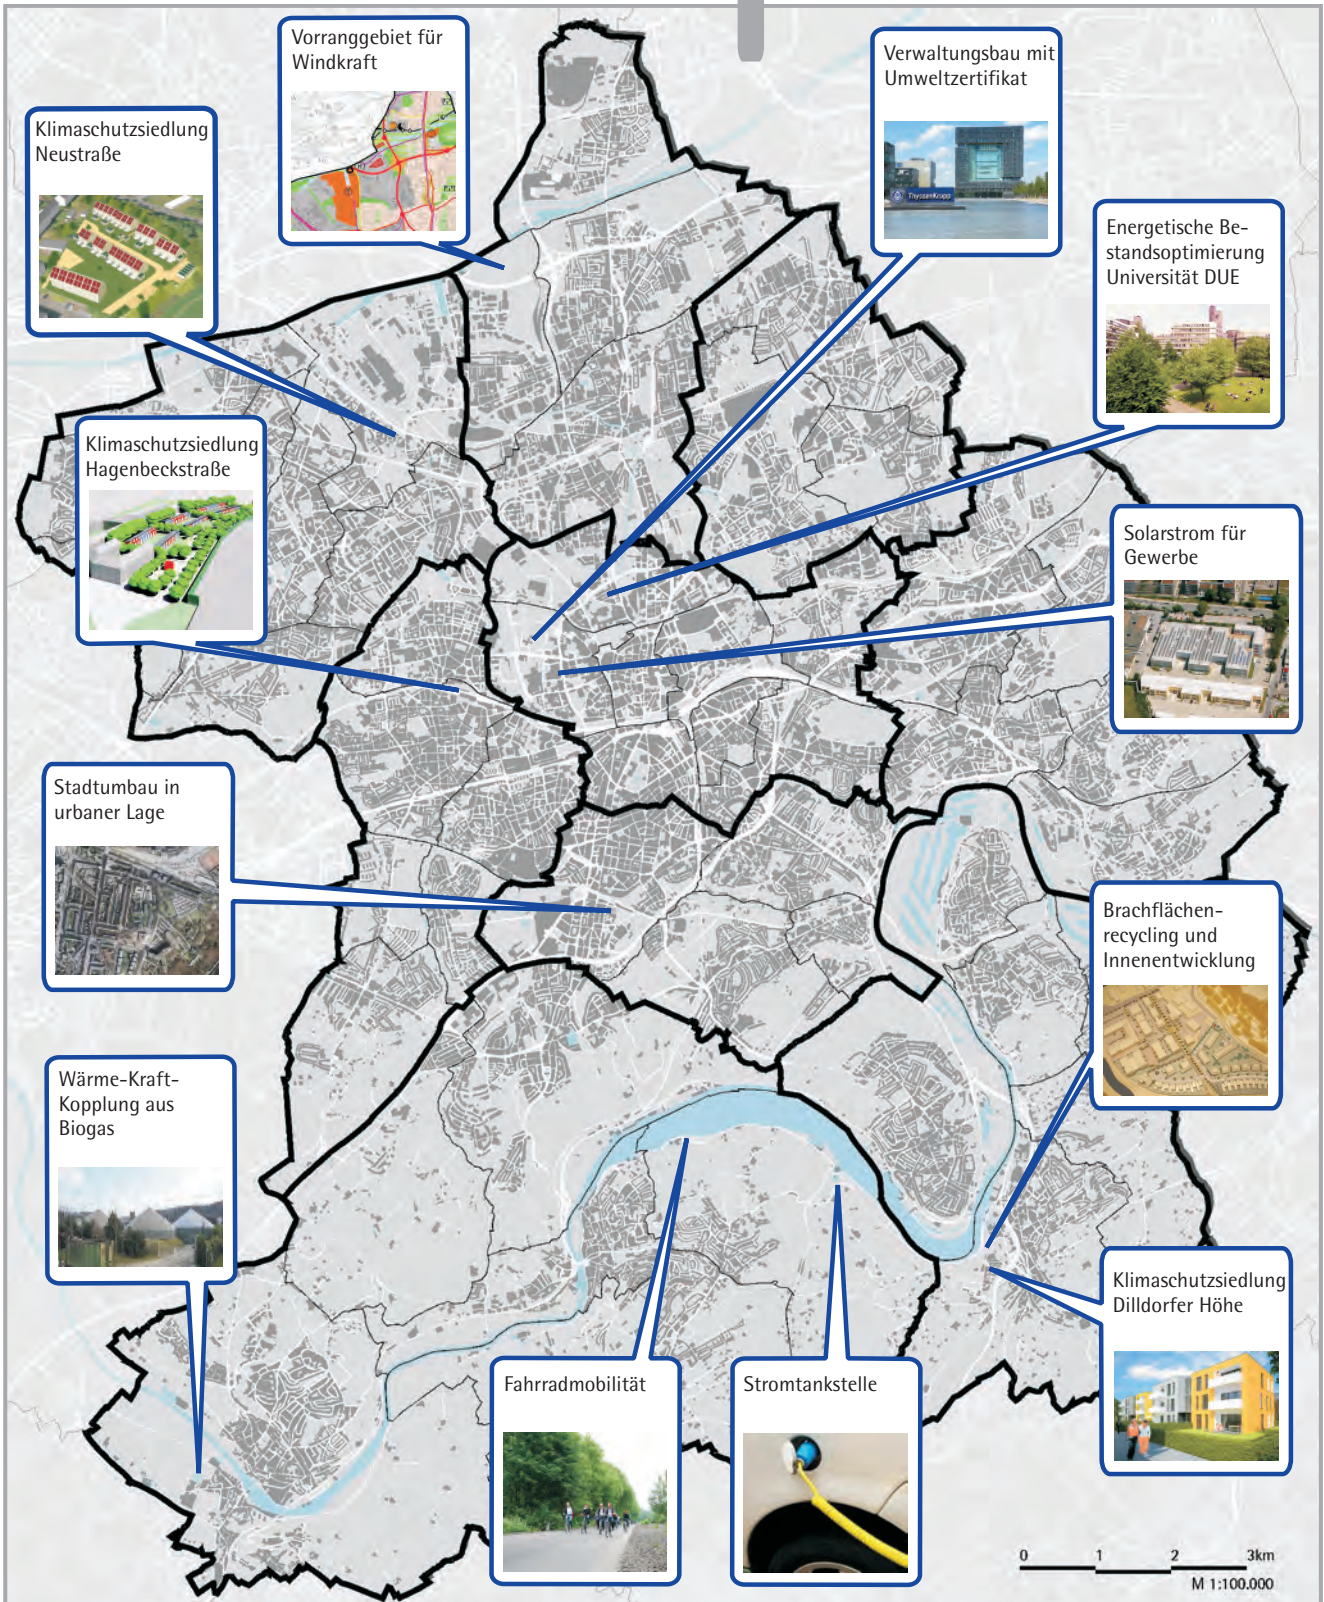 Vorranggebiet für
Windkraft
Verwaltungsbau mit
Umweltzertifikat
ThyssenKrupp
Klimaschutzsiedlung
Neustraße
Energetische Be-
standsoptimierung
Universität DUE
Klimaschutzsiedlung
Hagenbeckstraße
Solarstrom für
Gewerbe
Stadtumbau in
urbaner Lage
Brachflächen-
recycling und
Innenentwicklung
Wärme-Kraft-
Kopplung aus
Biogas
Klimaschutzsiedlung
Dilldorfer Höhe
Fahrradmobilität
Stromtankstelle
0 1 2 3km
M 1:100.000